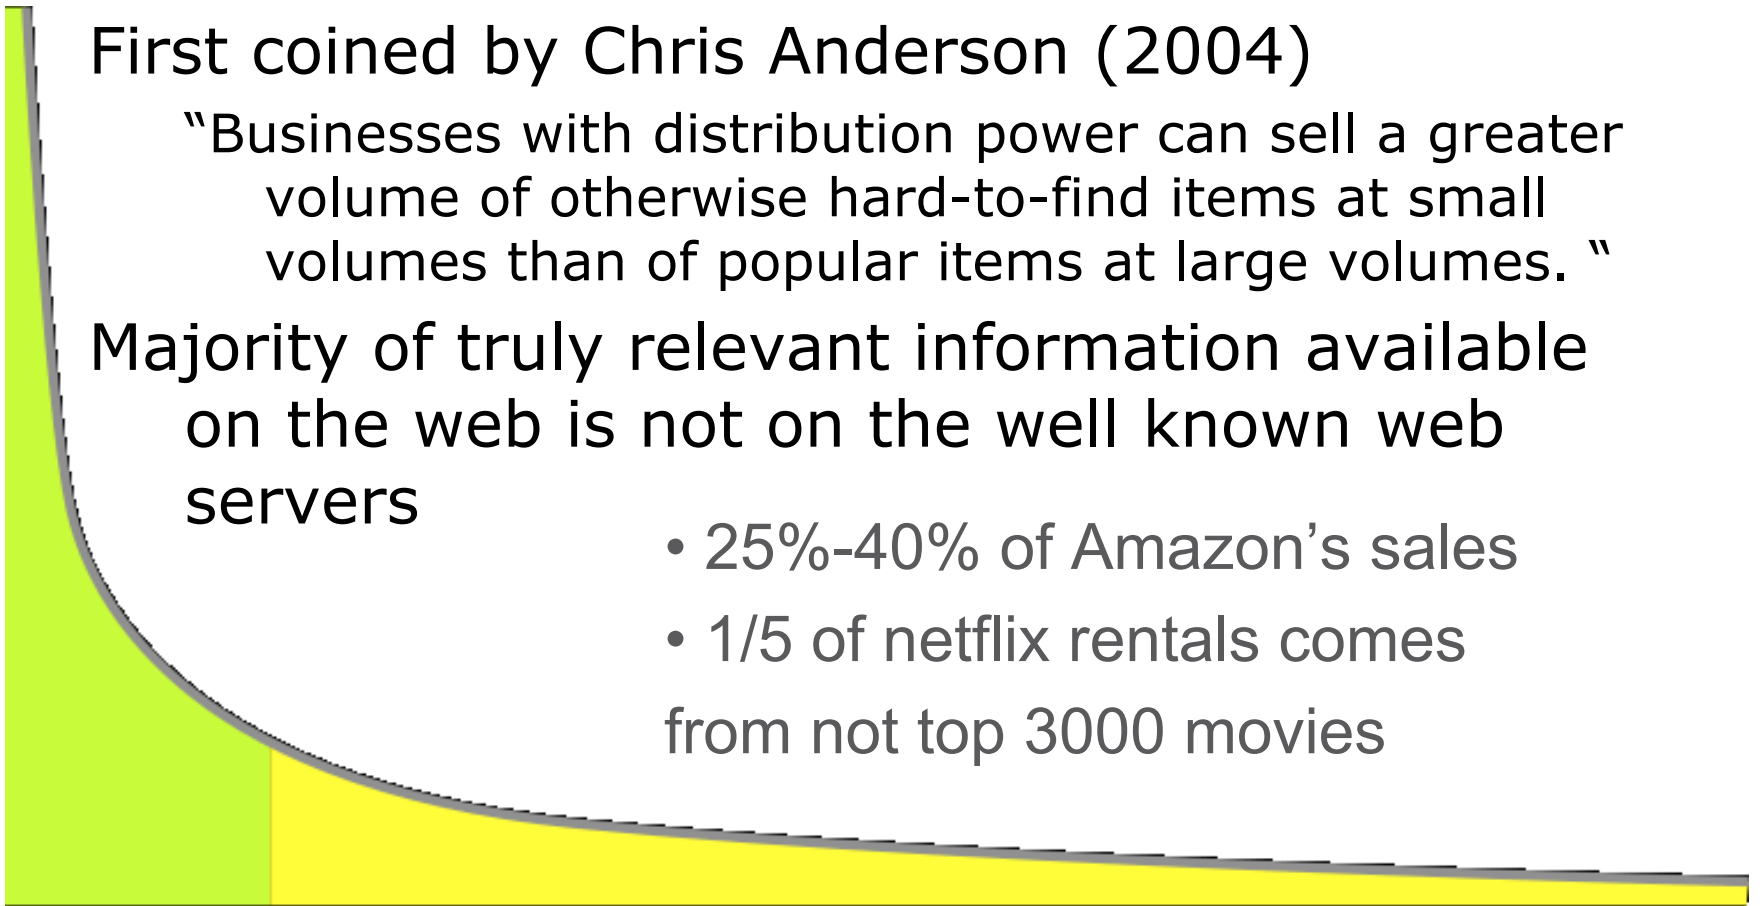 First coined by Chris Anderson (2004)
“Businesses with distribution power can sell a greater
volume of otherwise hard-to-find items at small
volumes than of popular items at large volumes. “
Majority of truly relevant information available
on the web is not on the well known web
servers
• 25%-40% of Amazon’s sales
• 1/5 of netflix rentals comes
from not top 3000 movies